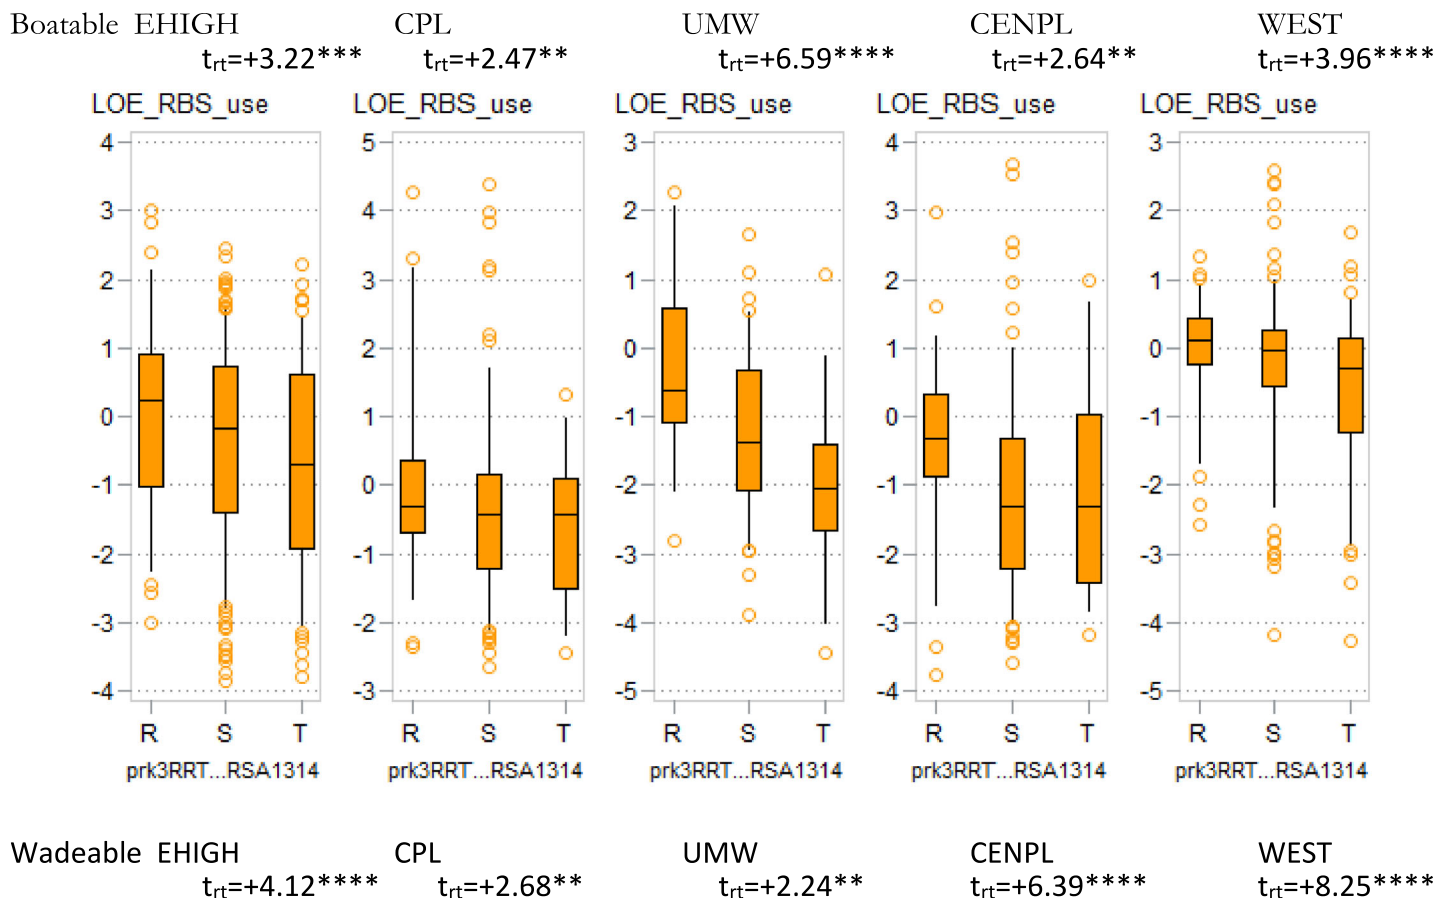 Boatable EHIGH CPL UMW CENPL WEST
trt=+3.22*** trt=+2.47** trt=+6.59**** trt=+2.64** trt=+3.96****
LOE_RBS_use LOE_RBS_use LOE_RBS_use LOE_RBS_use LOE_RBS_use
4 5 3 4 3
3 4 2 3 2
2 3 1 2 1
1 2 0 1 0
0 1 -1 0 -1
-1 0 -2 -1 -2
-2 -1 -3 -2 -3
-3 -2 -4 -3 -4
-4 -3 -5 -4 -5
R S T R S T R S T R S T R S T
prk3RRT...RSA1314 prk3RRT...RSA1314 prk3RRT...RSA1314 prk3RRT...RSA1314 prk3RRT...RSA1314
Wadeable EHIGH CPL UMW CENPL WEST
trt=+4.12**** trt=+2.68** trt=+2.24** trt=+6.39**** trt=+8.25****